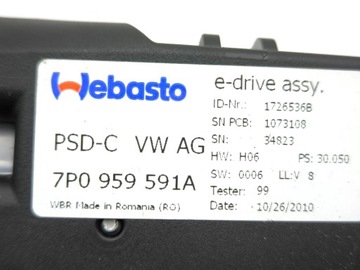 Webasto
e-drive assy.
ID-Nr.: 1726536B
SN PCB: 1073108
SN: 34823
HW: H06 PS: 30.050
SW: 0006 LL:V 8
Tester: 99
Date: 10/26/2010
PSD-C VW AG
7P0 959 591A
WBR Made in Romania (RO)